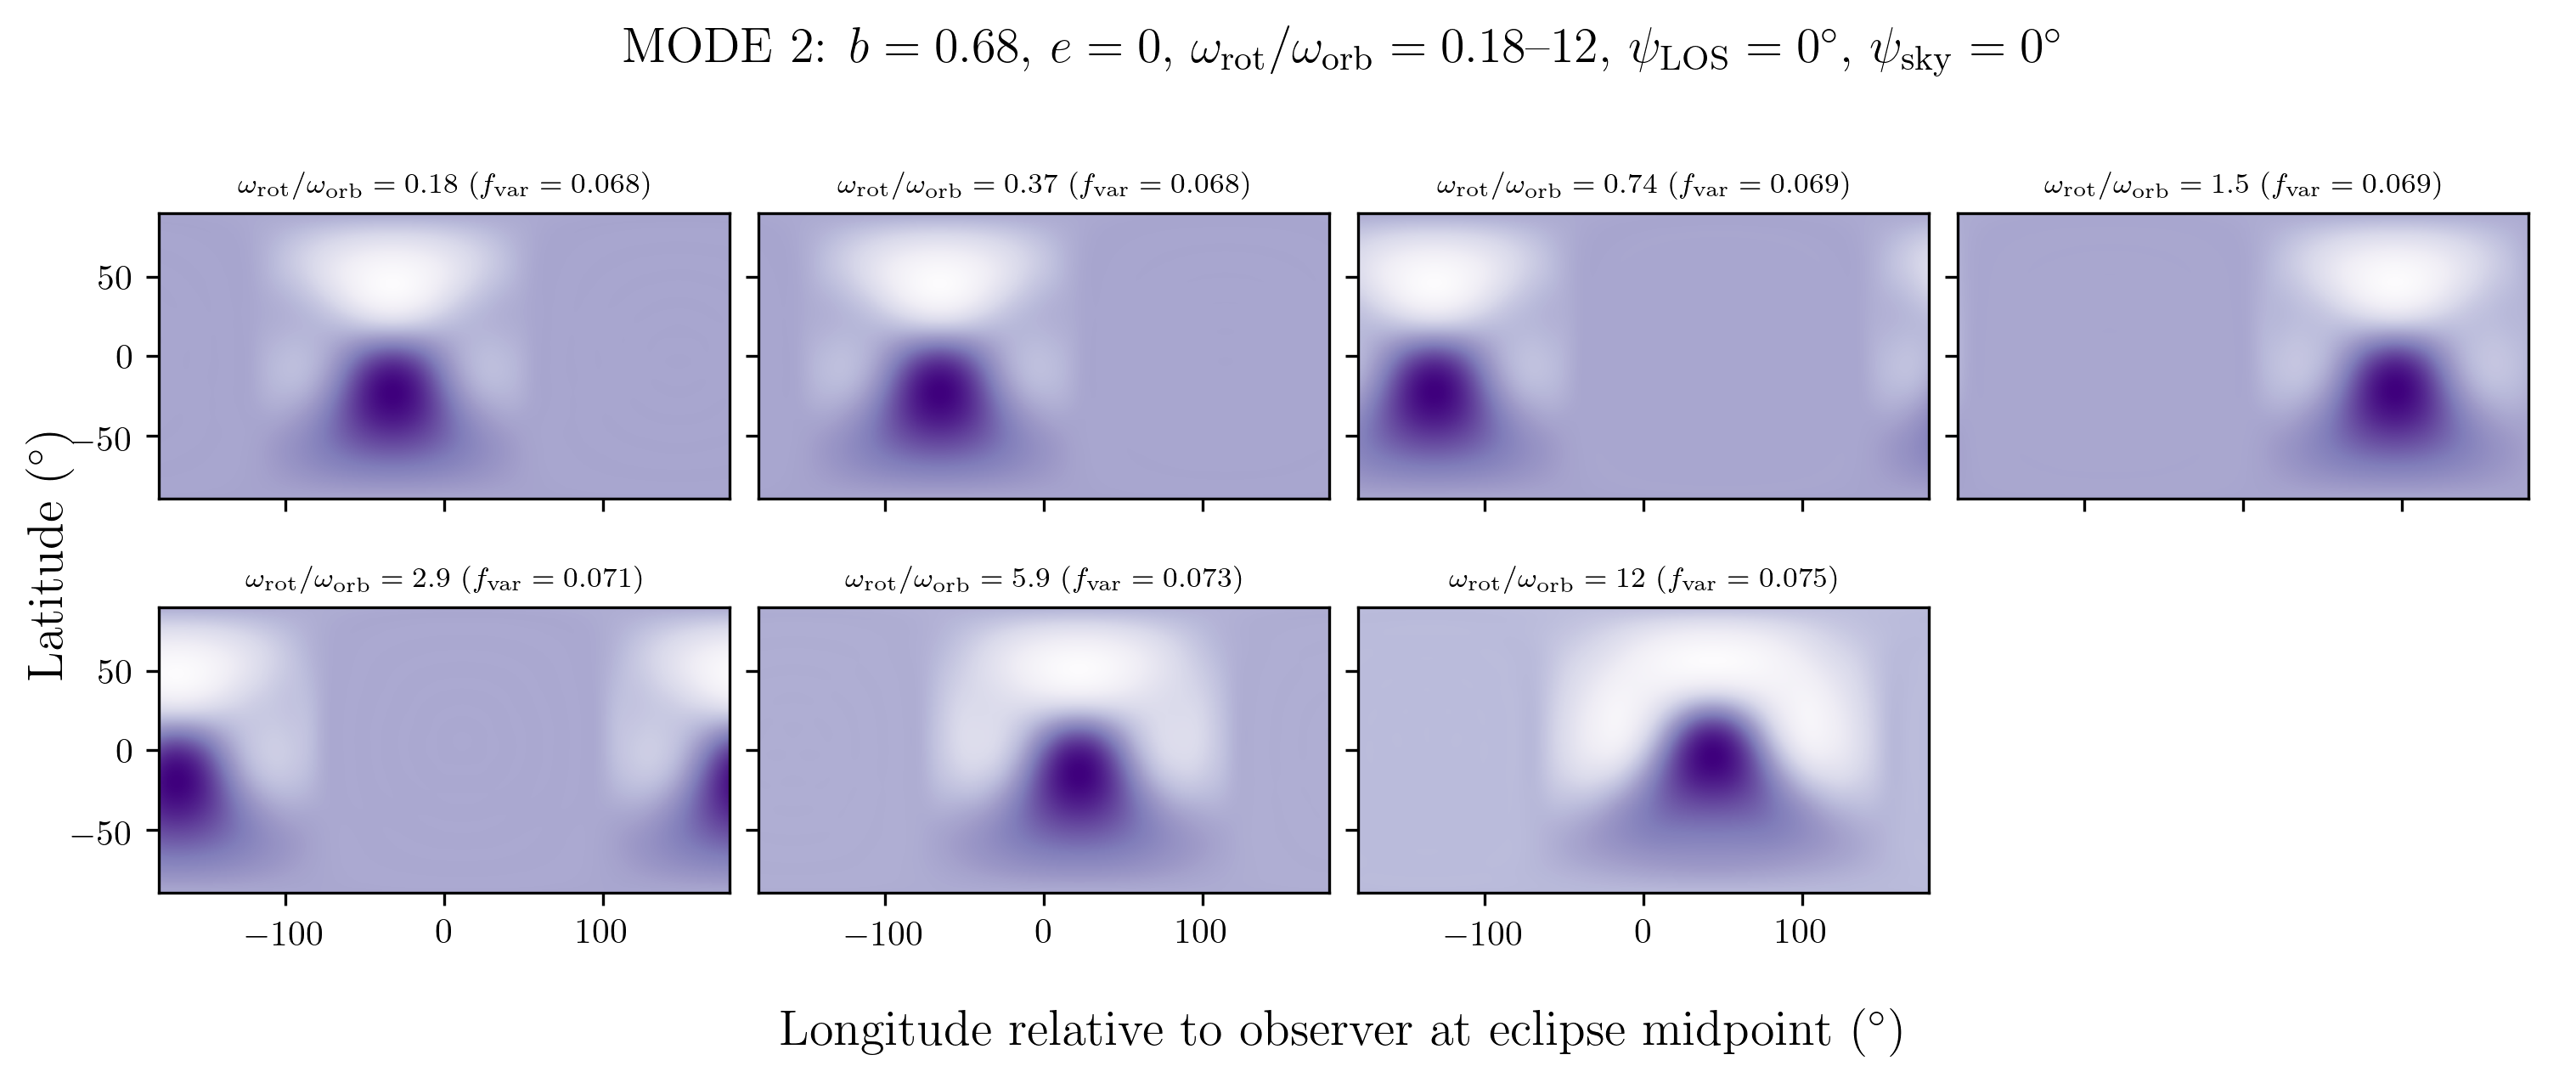 MODE 2: b = 0.68, e = 0, ω_rot/ω_orb = 0.18–12, ψ_LOS = 0°, ψ_sky = 0°
ω_rot/ω_orb = 0.18 (f_var = 0.068)
ω_rot/ω_orb = 0.37 (f_var = 0.068)
ω_rot/ω_orb = 0.74 (f_var = 0.069)
ω_rot/ω_orb = 1.5 (f_var = 0.069)
50
0
−50
ω_rot/ω_orb = 2.9 (f_var = 0.071)
ω_rot/ω_orb = 5.9 (f_var = 0.073)
ω_rot/ω_orb = 12 (f_var = 0.075)
50
0
−50
Latitude (°)
−100 0 100
−100 0 100
−100 0 100
Longitude relative to observer at eclipse midpoint (°)